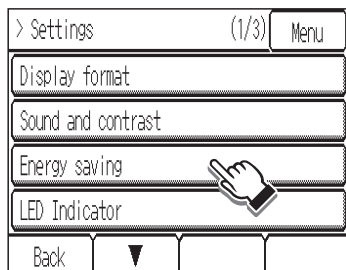 > Settings (1/3) Menu
Display format
Sound and contrast
Energy saving
LED Indicator
Back ▼